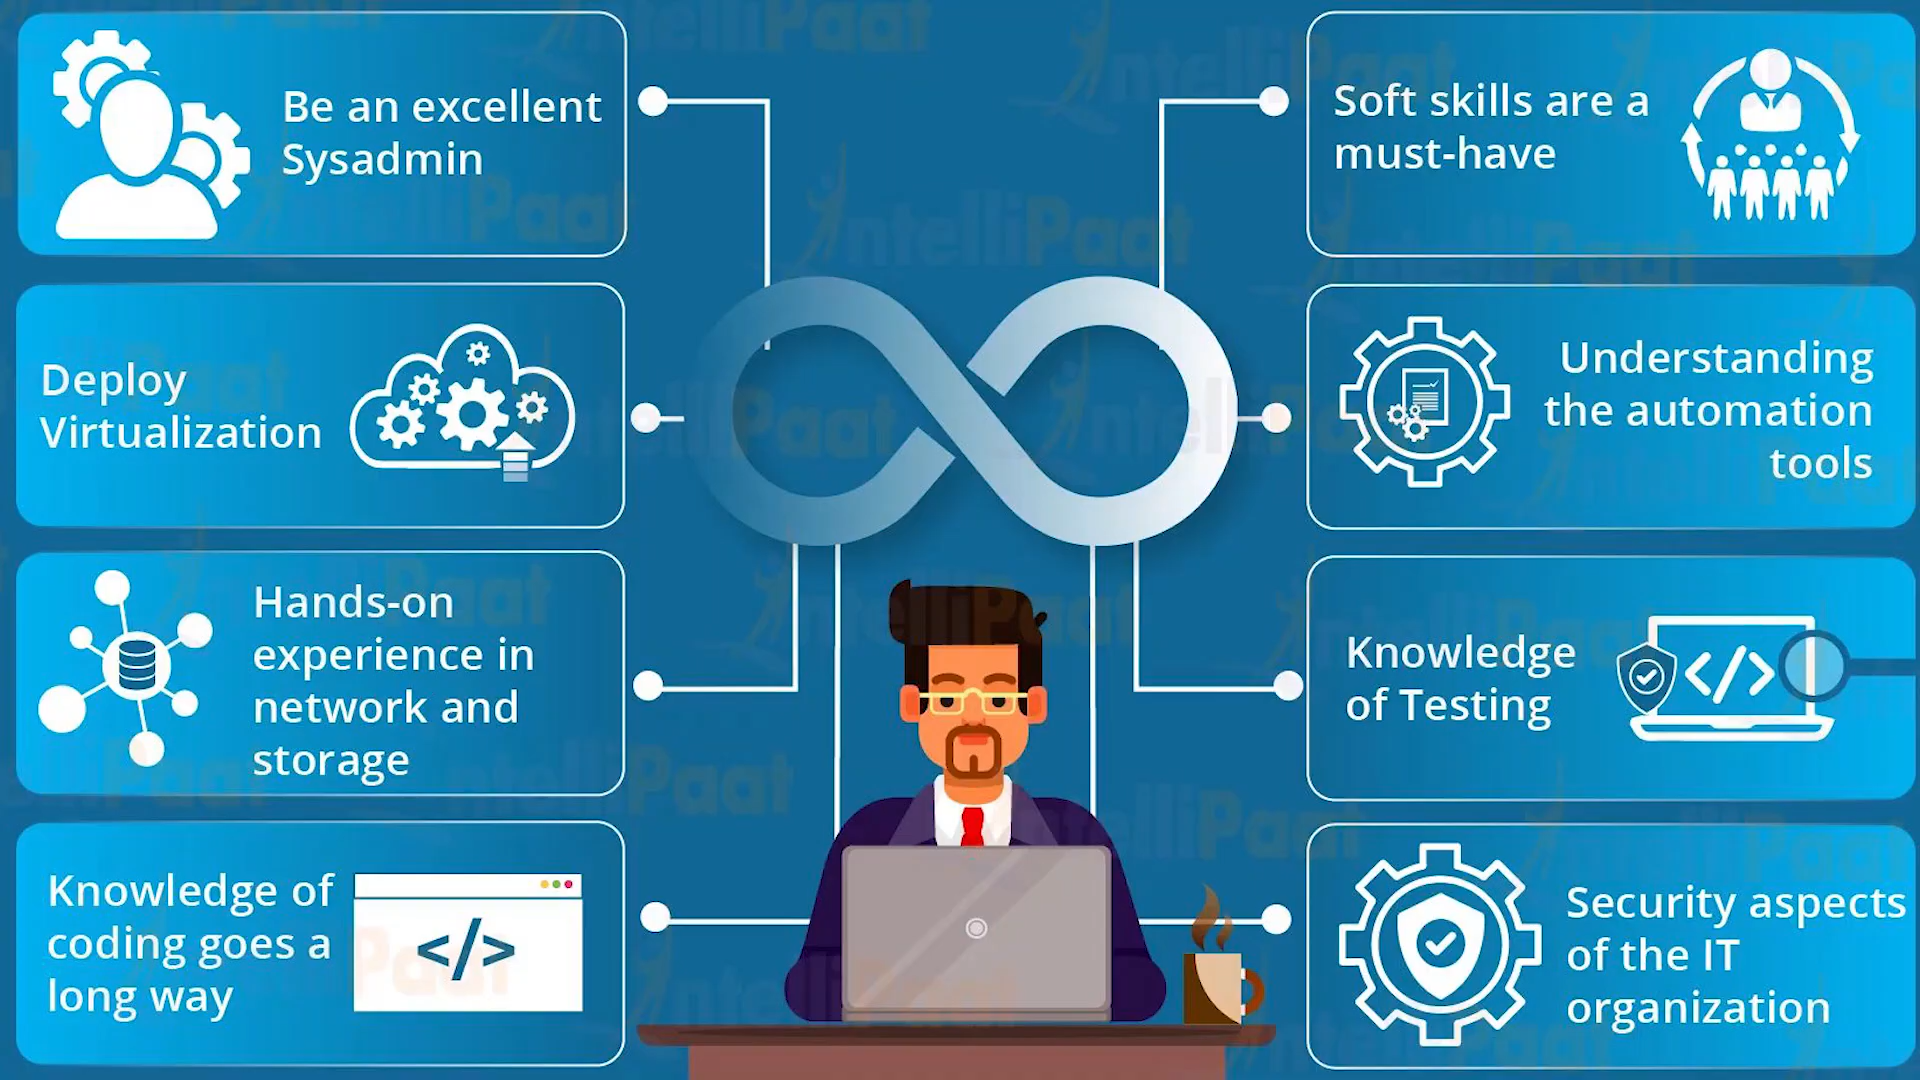 Be an excellent
Sysadmin
Deploy
Virtualization
Hands-on
experience in
network and
storage
Knowledge of
coding goes a
long way
</>
Soft skills are a
must-have
Understanding
the automation
tools
Knowledge
of Testing
</>
Security aspects
of the IT
organization
IntelliPaat